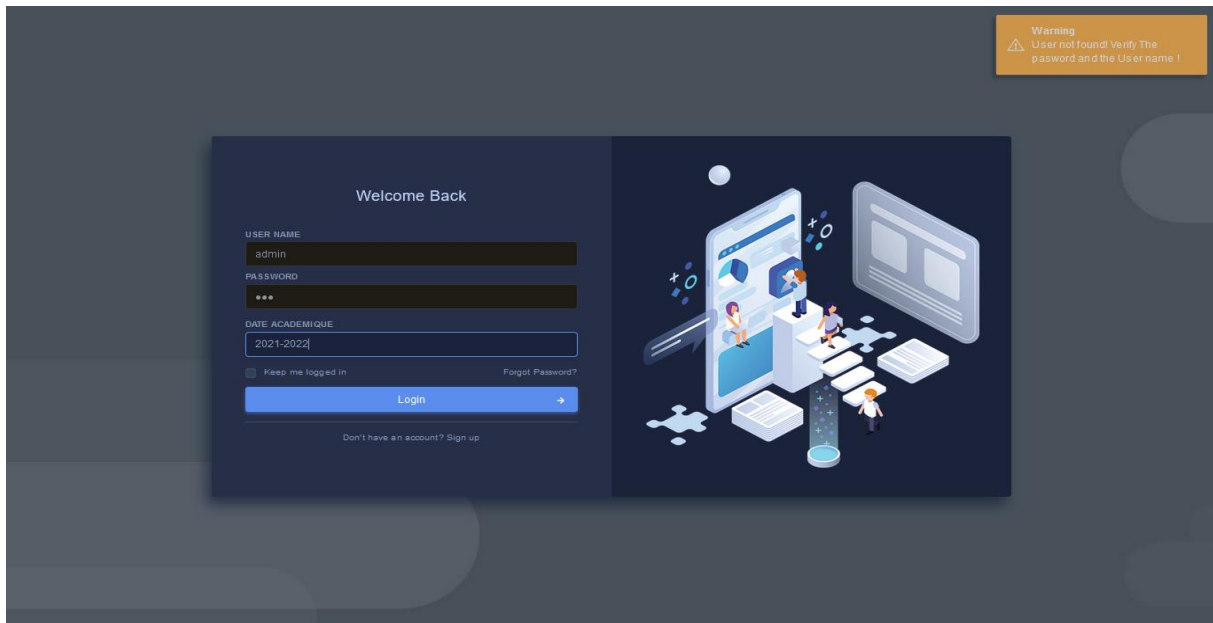 Warning
User not found! Verify The
pasword and the User name !
Welcome Back
USER NAME
admin
PASSWORD
•••
DATE ACADEMIQUE
2021-2022
Keep me logged in
Forgot Password?
Login
Don't have an account? Sign up